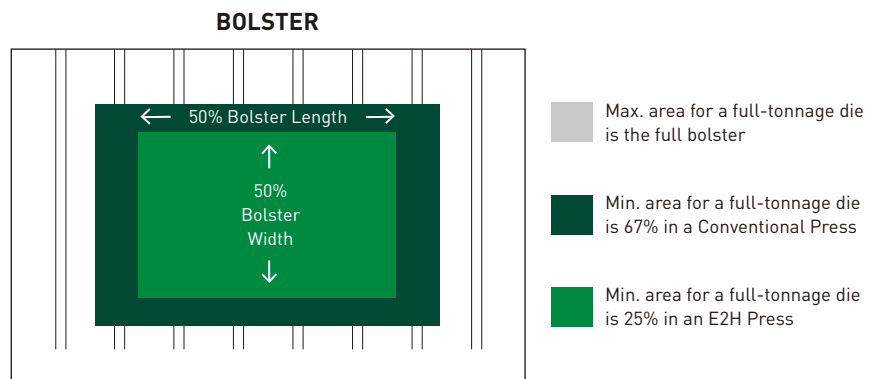 BOLSTER
50% Bolster Length
50%
Bolster
Width
Max. area for a full-tonnage die
is the full bolster
Min. area for a full-tonnage die
is 67% in a Conventional Press
Min. area for a full-tonnage die
is 25% in an E2H Press